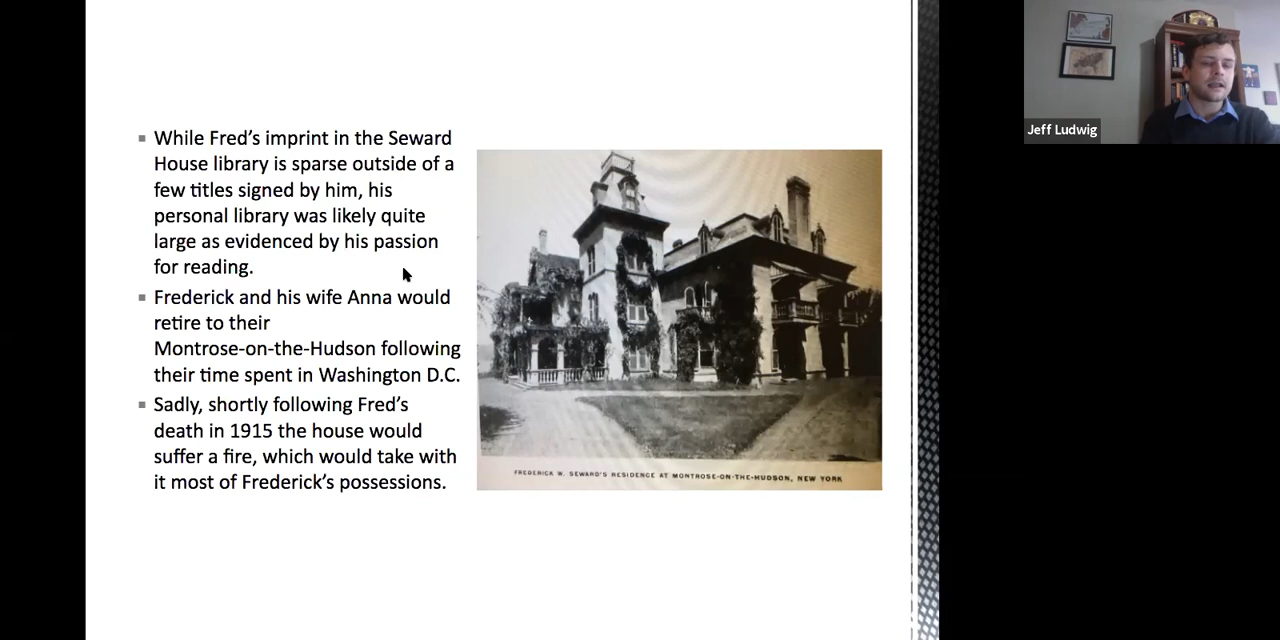 ▪ While Fred’s imprint in the Seward
House library is sparse outside of a
few titles signed by him, his
personal library was likely quite
large as evidenced by his passion
for reading.
▪ Frederick and his wife Anna would
retire to their
Montrose-on-the-Hudson following
their time spent in Washington D.C.
▪ Sadly, shortly following Fred’s
death in 1915 the house would
suffer a fire, which would take with
it most of Frederick’s possessions.
FREDERICK W. SEWARD'S RESIDENCE AT MONTROSE-ON-THE-HUDSON, NEW YORK
Jeff Ludwig